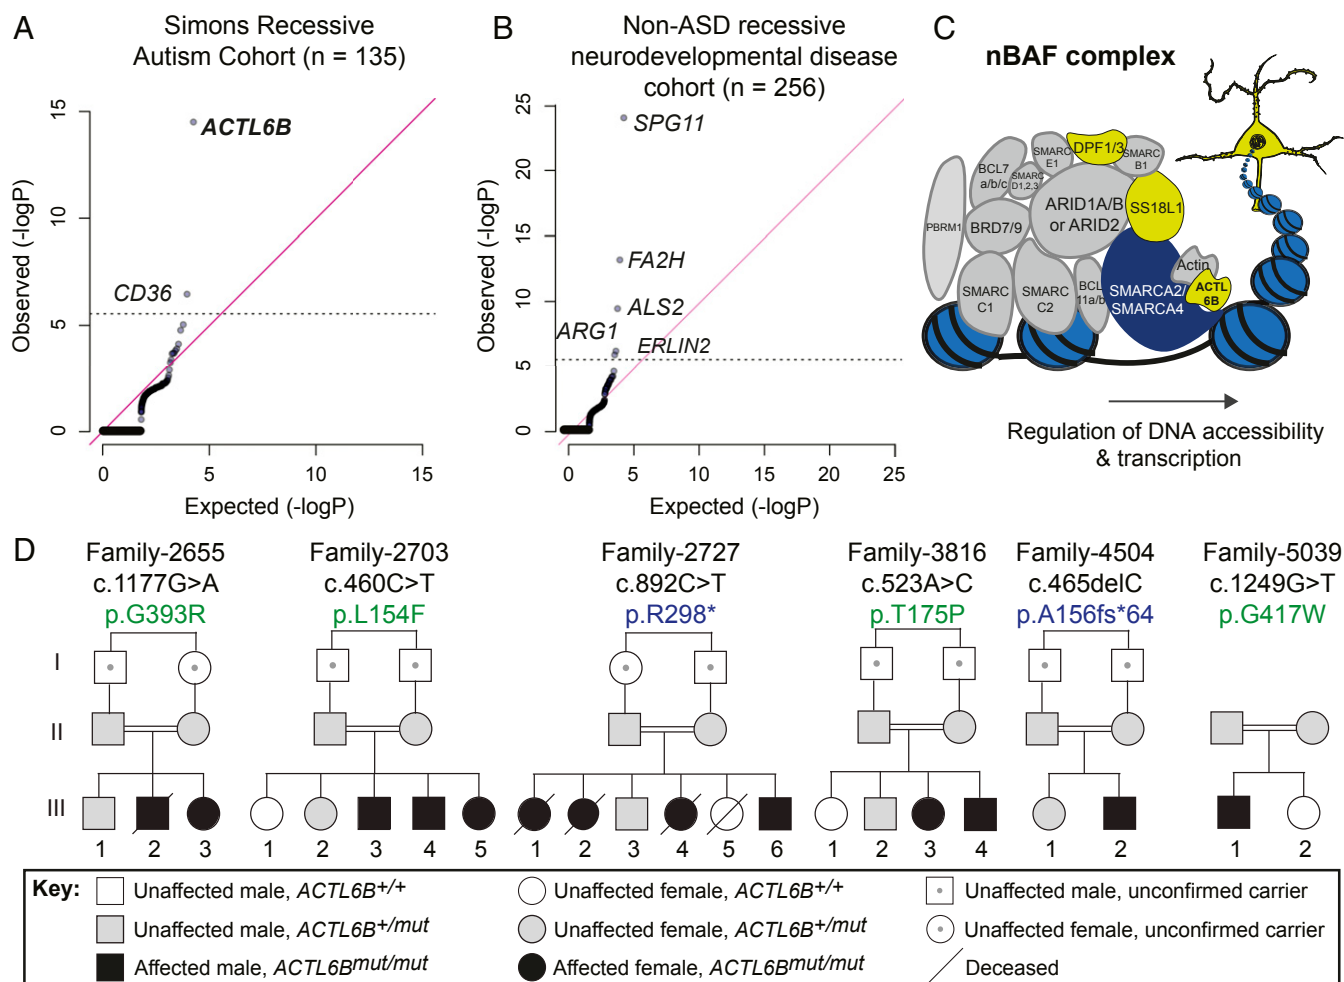 A
Simons Recessive
Autism Cohort (n = 135)
15
10
5
0
Observed (-logP)
ACTL6B
CD36
0 5 10 15
Expected (-logP)
B
Non-ASD recessive
neurodevelopmental disease
cohort (n = 256)
25
20
15
10
5
0
Observed (-logP)
SPG11
FA2H
ALS2
ARG1
ERLIN2
0 5 10 15 20 25
Expected (-logP)
C
nBAF complex
PBRM1
BCL7
a/b/c
SMARC
D1,2,3
SMARC
E1
DPF1/3
SMARC
B1
BRD7/9
ARID1A/B
or ARID2
SS18L1
SMARC
C1
SMARC
C2
BCL
11a/b
SMARCA2/
SMARCA4
Actin
ACTL
6B
Regulation of DNA accessibility
& transcription
D
Family-2655
c.1177G>A
p.G393R
Family-2703
c.460C>T
p.L154F
Family-2727
c.892C>T
p.R298*
Family-3816
c.523A>C
p.T175P
Family-4504
c.465delC
p.A156fs*64
Family-5039
c.1249G>T
p.G417W
I
II
III
1 2 3 1 2 3 4 5 1 2 3 4 5 6 1 2 3 4 1 2 1 2
Key:
Unaffected male, ACTL6B+/+
Unaffected female, ACTL6B+/+
Unaffected male, unconfirmed carrier
Unaffected male, ACTL6B+/mut
Unaffected female, ACTL6B+/mut
Unaffected female, unconfirmed carrier
Affected male, ACTL6Bmut/mut
Affected female, ACTL6Bmut/mut
Deceased